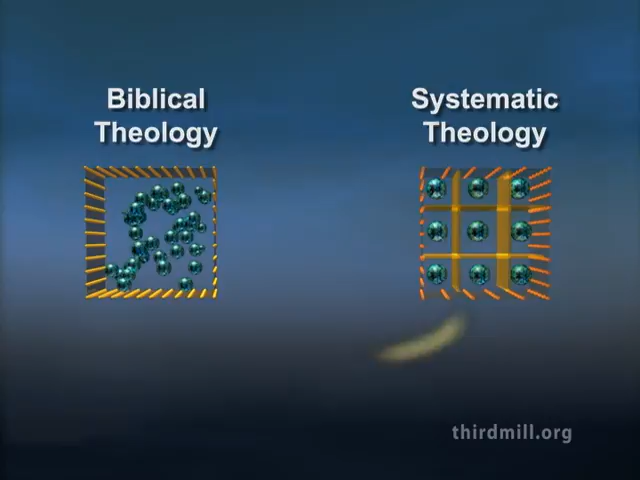 Biblical
Theology
Systematic
Theology
thirdmill.org